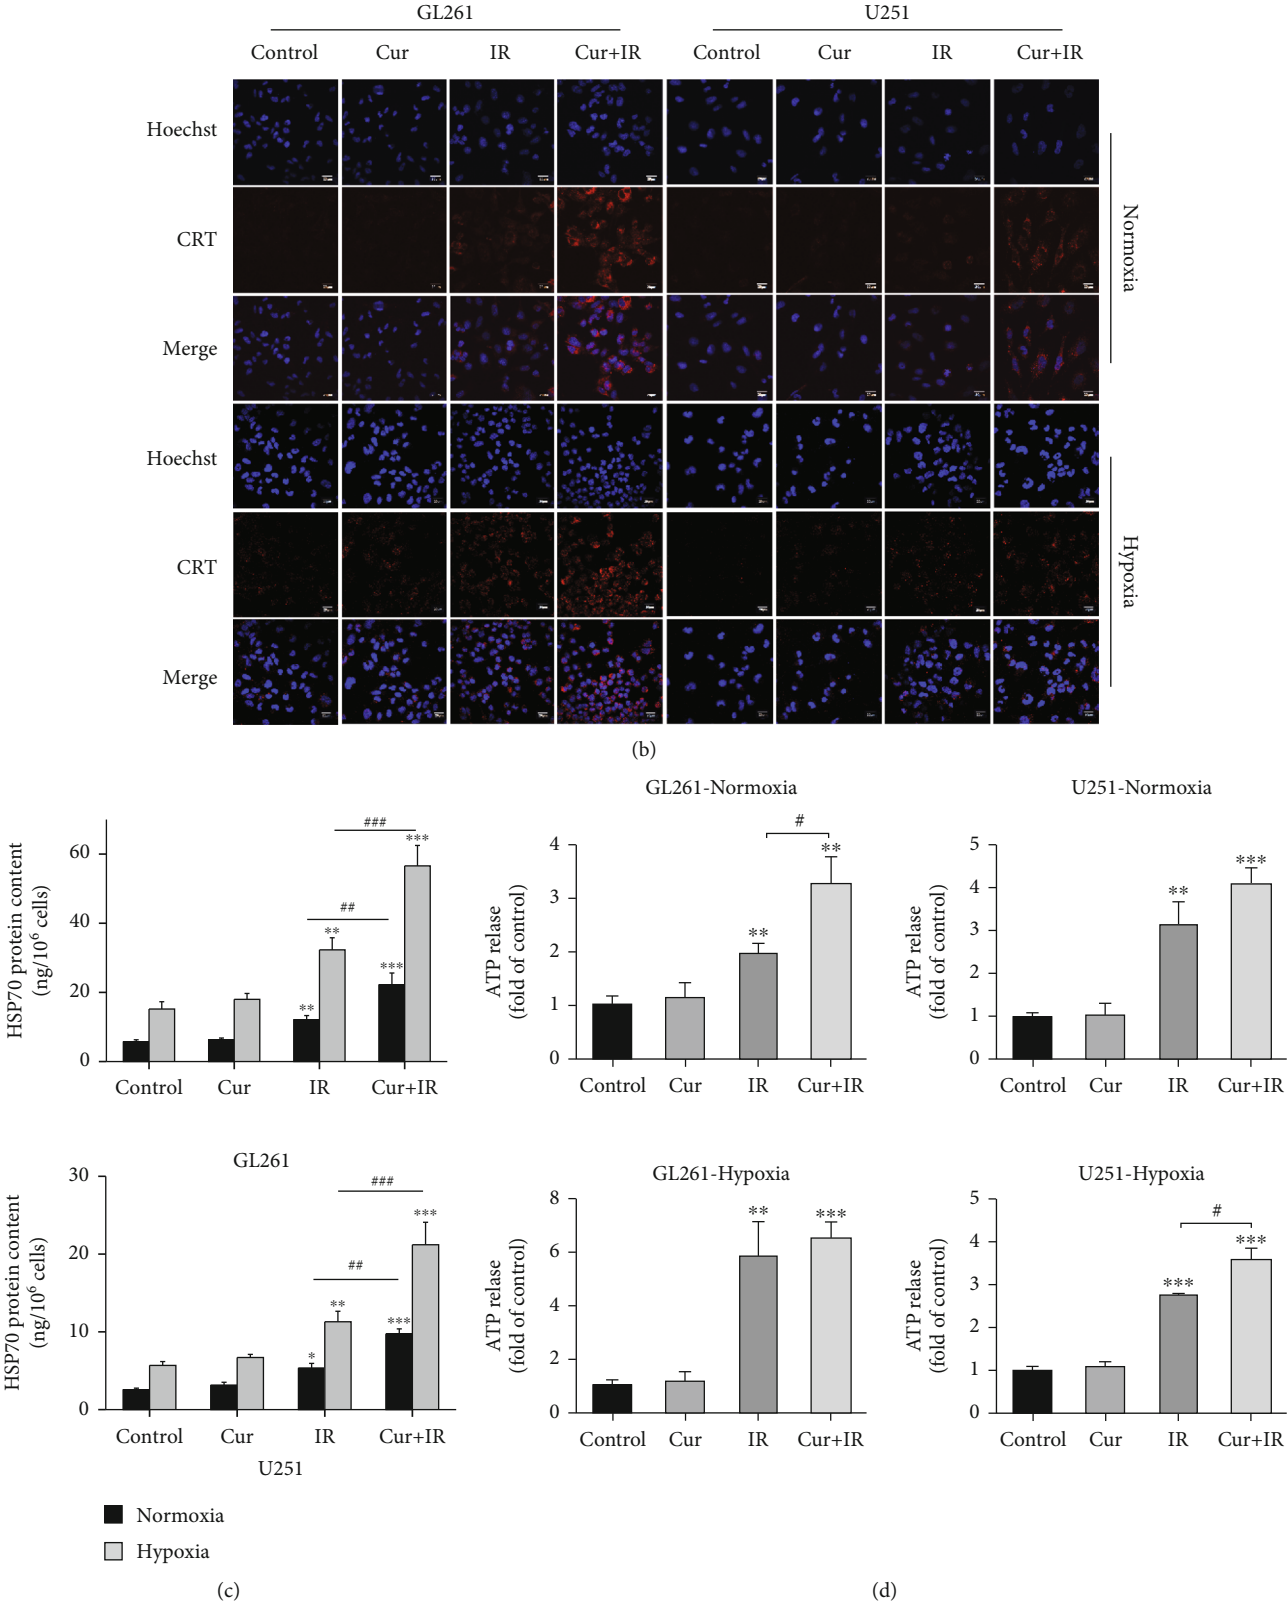 GL261 U251
Control Cur IR Cur+IR Control Cur IR Cur+IR
Hoechst
CRT
Merge
Normoxia
Hoechst
CRT
Merge
Hypoxia
(b)
HSP70 protein content
(ng/10⁶ cells)
60
40
20
0
###
***
##
**
***
**
Control Cur IR Cur+IR
GL261
HSP70 protein content
(ng/10⁶ cells)
30
20
10
0
###
***
##
**
***
*
Control Cur IR Cur+IR
U251
Normoxia
Hypoxia
(c)
GL261-Normoxia
ATP relase
(fold of control)
4
3
2
1
0
#
**
**
Control Cur IR Cur+IR
U251-Normoxia
ATP relase
(fold of control)
5
4
3
2
1
0
***
**
Control Cur IR Cur+IR
GL261-Hypoxia
ATP relase
(fold of control)
8
6
4
2
0
** ***
Control Cur IR Cur+IR
U251-Hypoxia
ATP relase
(fold of control)
5
4
3
2
1
0
#
***
***
Control Cur IR Cur+IR
(d)